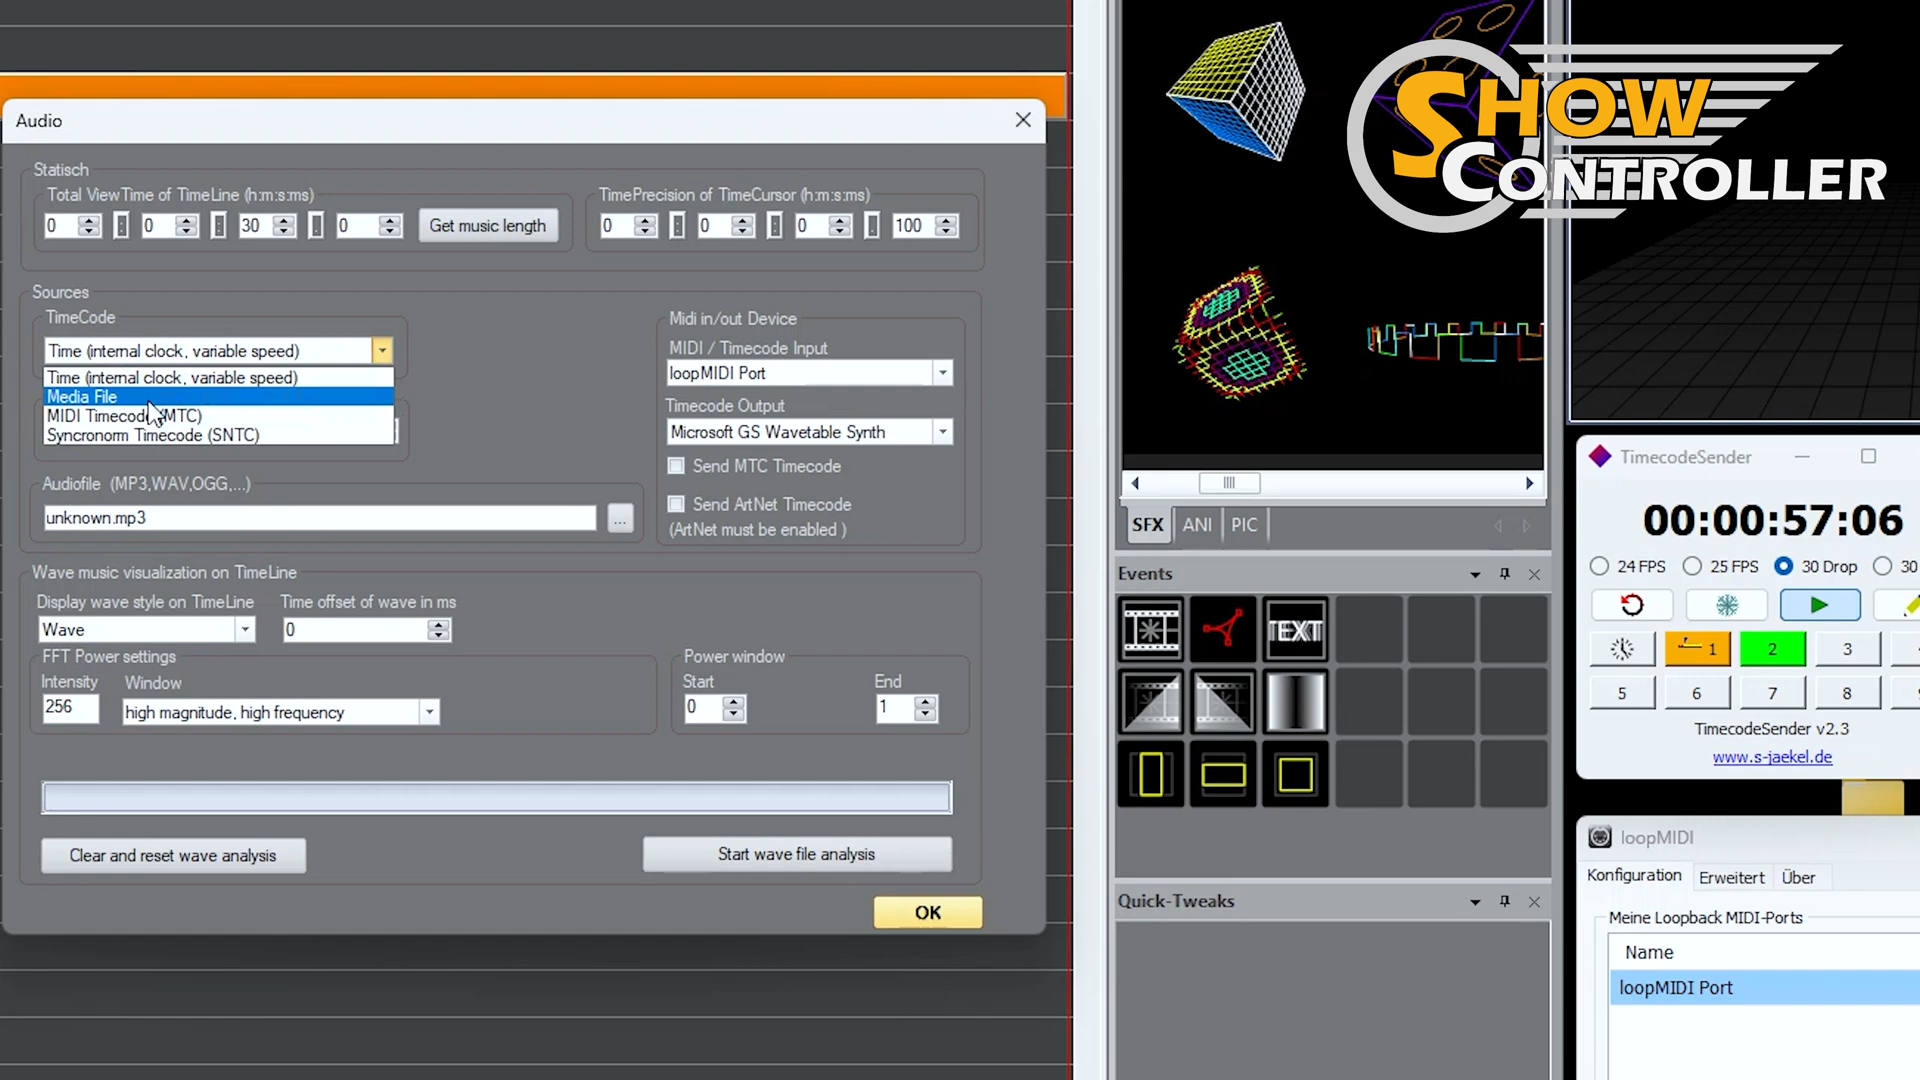 SHOW
CONTROLLER
Audio
Statisch
Total ViewTime of TimeLine (h:m:s:ms)
0 : 0 : 30 : 0
Get music length
TimePrecision of TimeCursor (h:m:s:ms)
0 : 0 : 0 : 100
Sources
TimeCode
Time (internal clock, variable speed)
Time (internal clock, variable speed)
Media File
MIDI Timecode (MTC)
Syncronorm Timecode (SNTC)
Audiofile (MP3,WAV,OGG,...)
unknown.mp3
...
Midi in/out Device
MIDI / Timecode Input
loopMIDI Port
Timecode Output
Microsoft GS Wavetable Synth
Send MTC Timecode
Send ArtNet Timecode
(ArtNet must be enabled )
Wave music visualization on TimeLine
Display wave style on TimeLine
Wave
Time offset of wave in ms
0
FFT Power settings
Intensity
256
Window
high magnitude, high frequency
Power window
Start
0
End
1
Clear and reset wave analysis
Start wave file analysis
OK
SFX ANI PIC
Events
TEXT
Quick-Tweaks
TimecodeSender
00:00:57:06
24 FPS 25 FPS 30 Drop 30
1 2 3
5 6 7 8
TimecodeSender v2.3
www.s-jaekel.de
loopMIDI
Konfiguration Erweitert Über
Meine Loopback MIDI-Ports
Name
loopMIDI Port